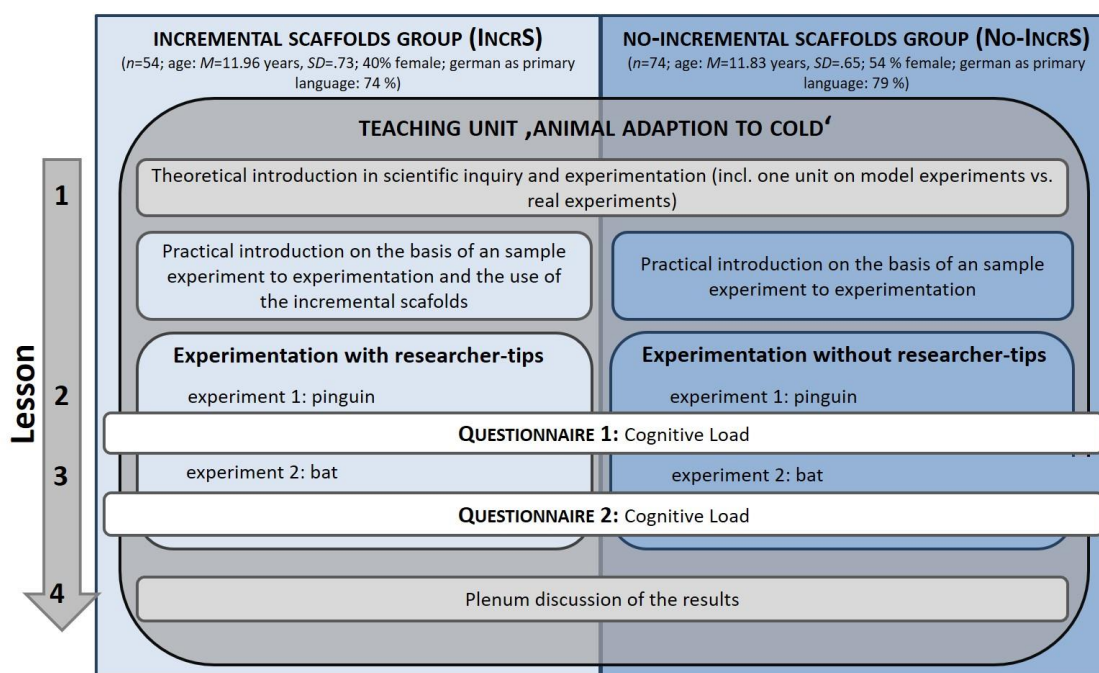 INCREMENTAL SCAFFOLDS GROUP (INCRS)
(n=54; age: M=11.96 years, SD=.73; 40% female; german as primary
language: 74 %)
NO-INCREMENTAL SCAFFOLDS GROUP (NO-INCRS)
(n=74; age: M=11.83 years, SD=.65; 54 % female; german as primary
language: 79 %)
TEACHING UNIT ‚ANIMAL ADAPTION TO COLD‘
Lesson
1
Theoretical introduction in scientific inquiry and experimentation (incl. one unit on model experiments vs.
real experiments)
Practical introduction on the basis of an sample
experiment to experimentation and the use of
the incremental scafolds
Practical introduction on the basis of an sample
experiment to experimentation
Experimentation with researcher-tips
Experimentation without researcher-tips
2
experiment 1: pinguin
experiment 1: pinguin
QUESTIONNAIRE 1: Cognitive Load
3
experiment 2: bat
experiment 2: bat
QUESTIONNAIRE 2: Cognitive Load
4
Plenum discussion of the results